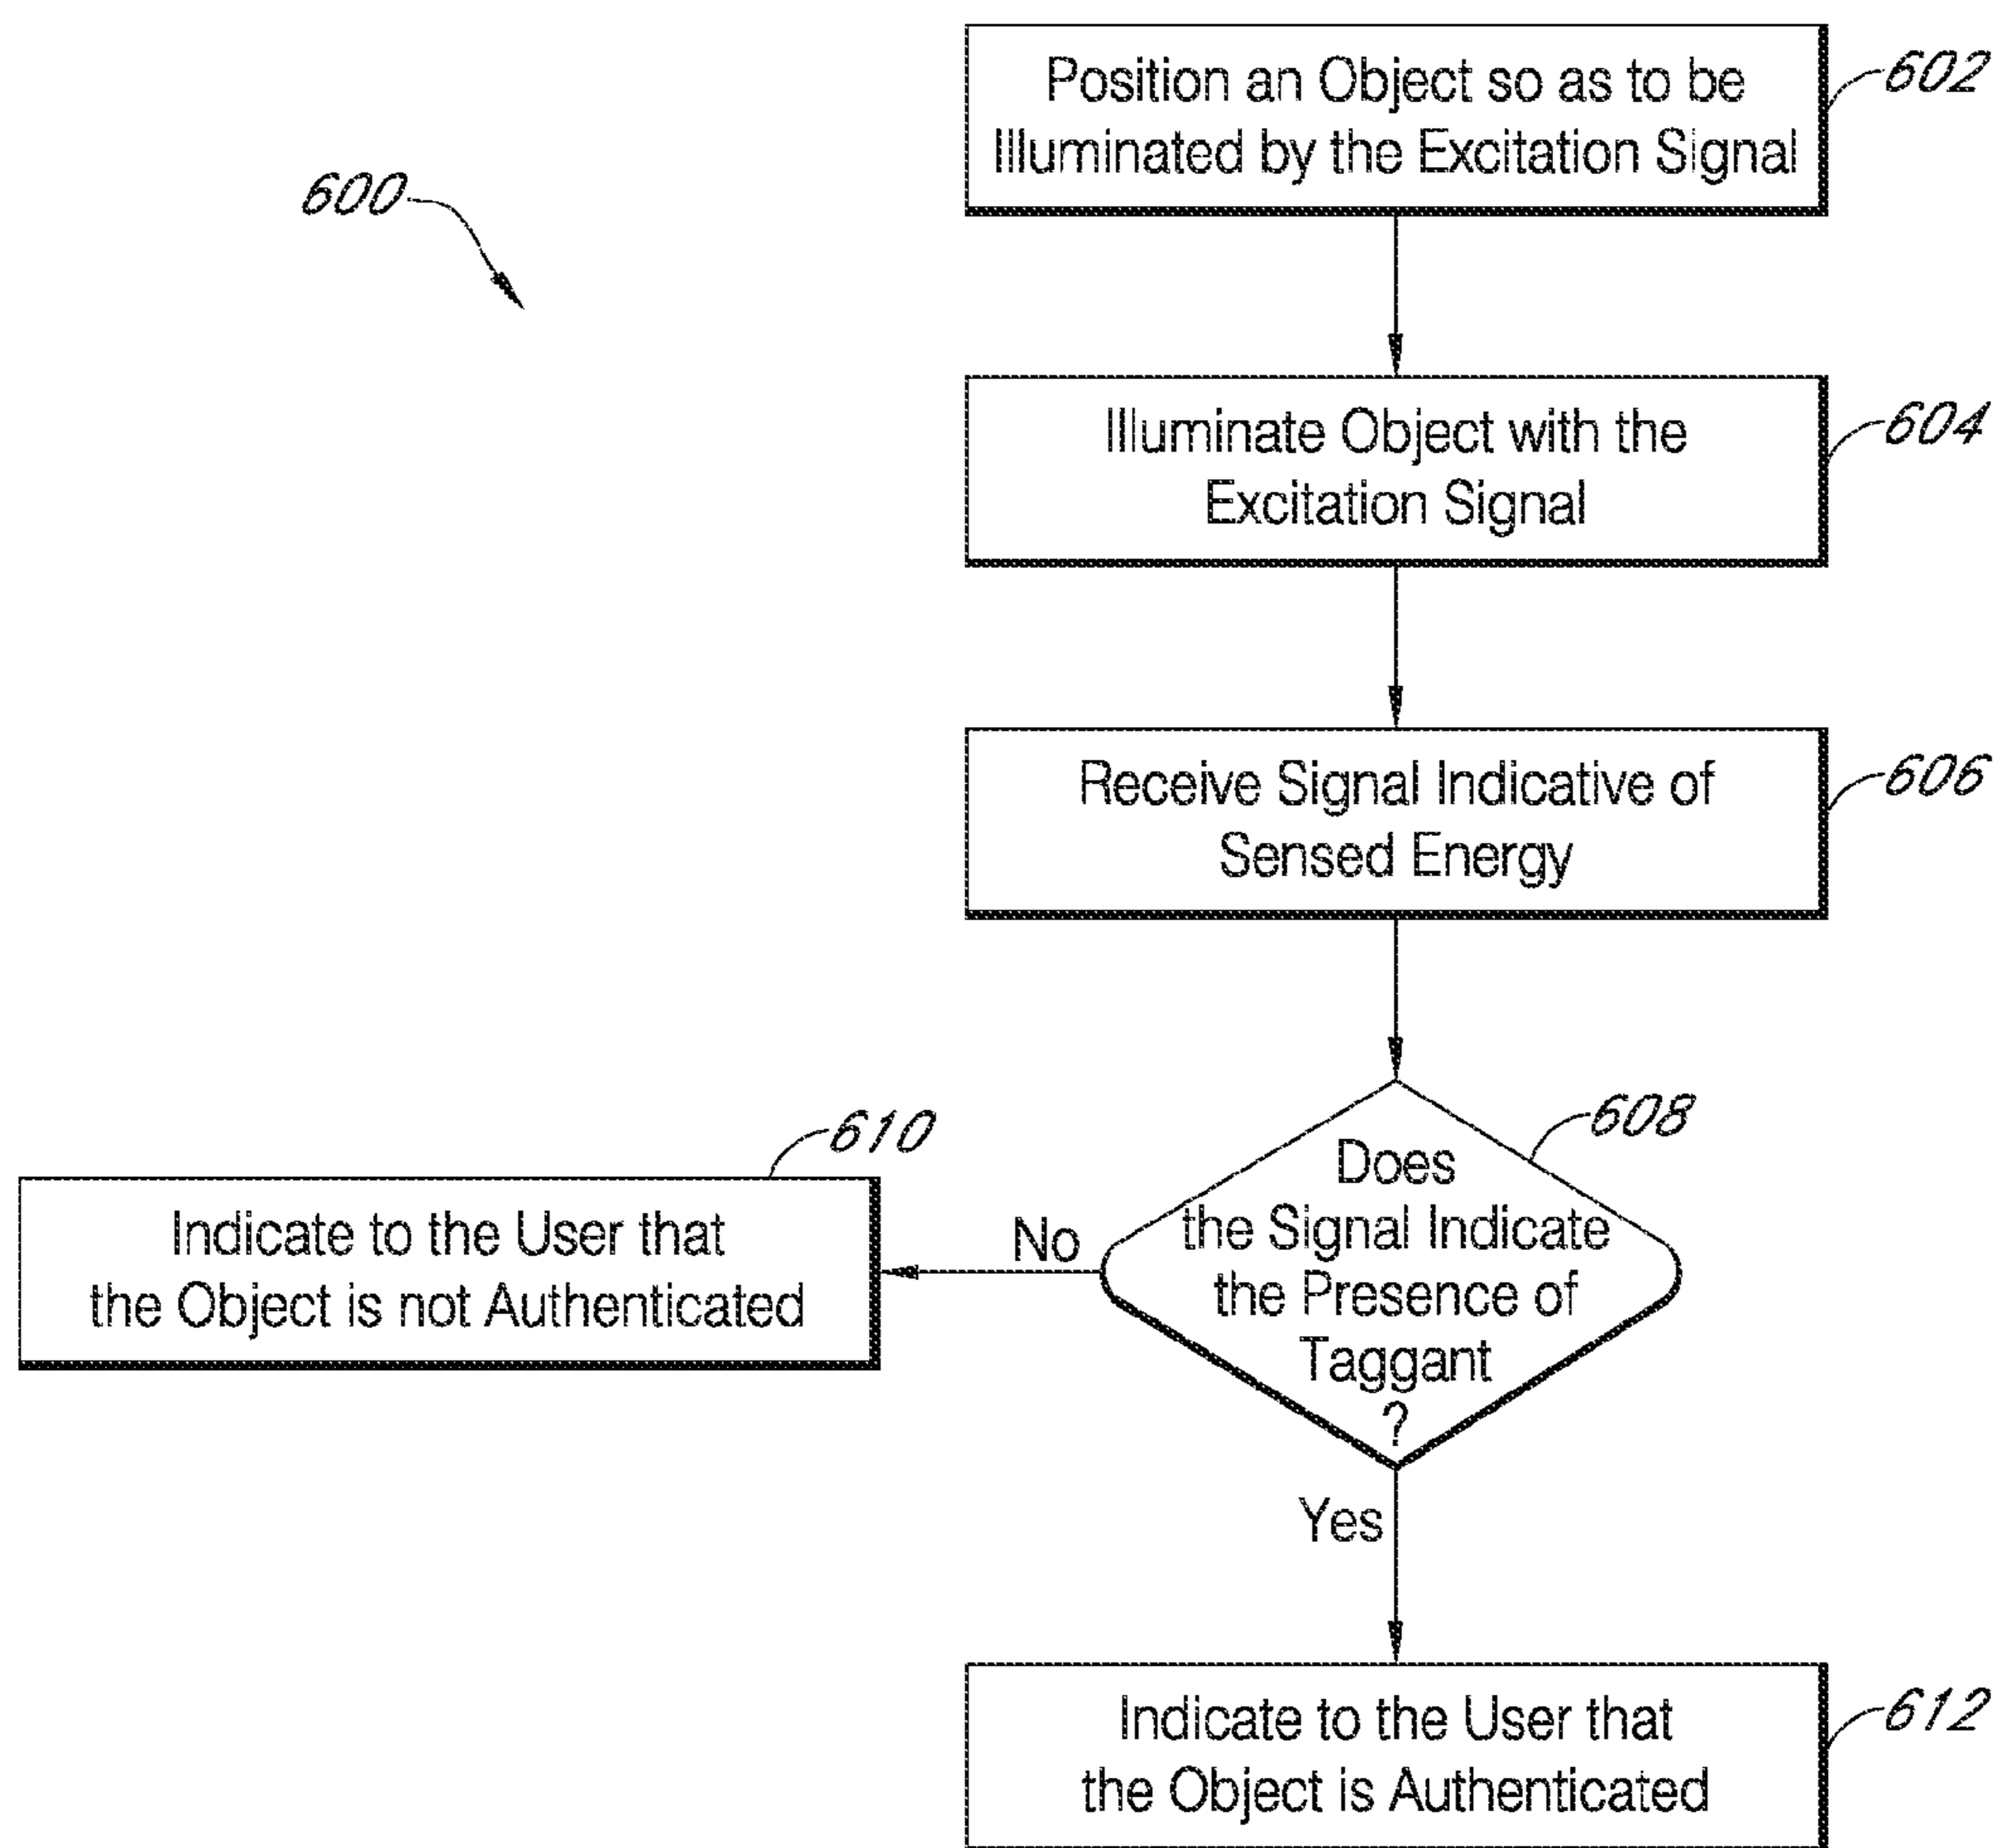 600
Position an Object so as to be
Illuminated by the Excitation Signal
602
Illuminate Object with the
Excitation Signal
604
Receive Signal Indicative of
Sensed Energy
606
Does
the Signal Indicate
the Presence of
Taggant
?
608
No
Indicate to the User that
the Object is not Authenticated
610
Yes
Indicate to the User that
the Object is Authenticated
612